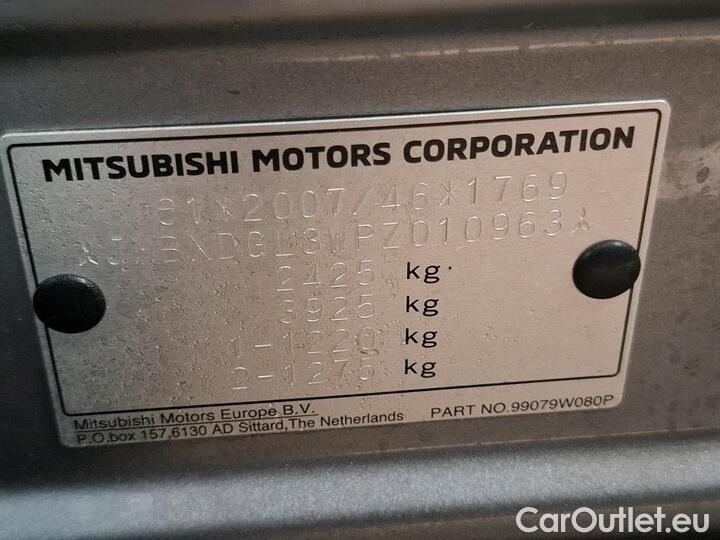 MITSUBISHI MOTORS CORPORATION
e1*2007/46*1769
BXDGL3WPZ010963*
2425 kg
3925 kg
1-1220 kg
2-1275 kg
Mitsubishi Motors Europe B.V.
P.O.box 157,6130 AD Sittard,The Netherlands
PART NO.99079W080P
CarOutlet.eu